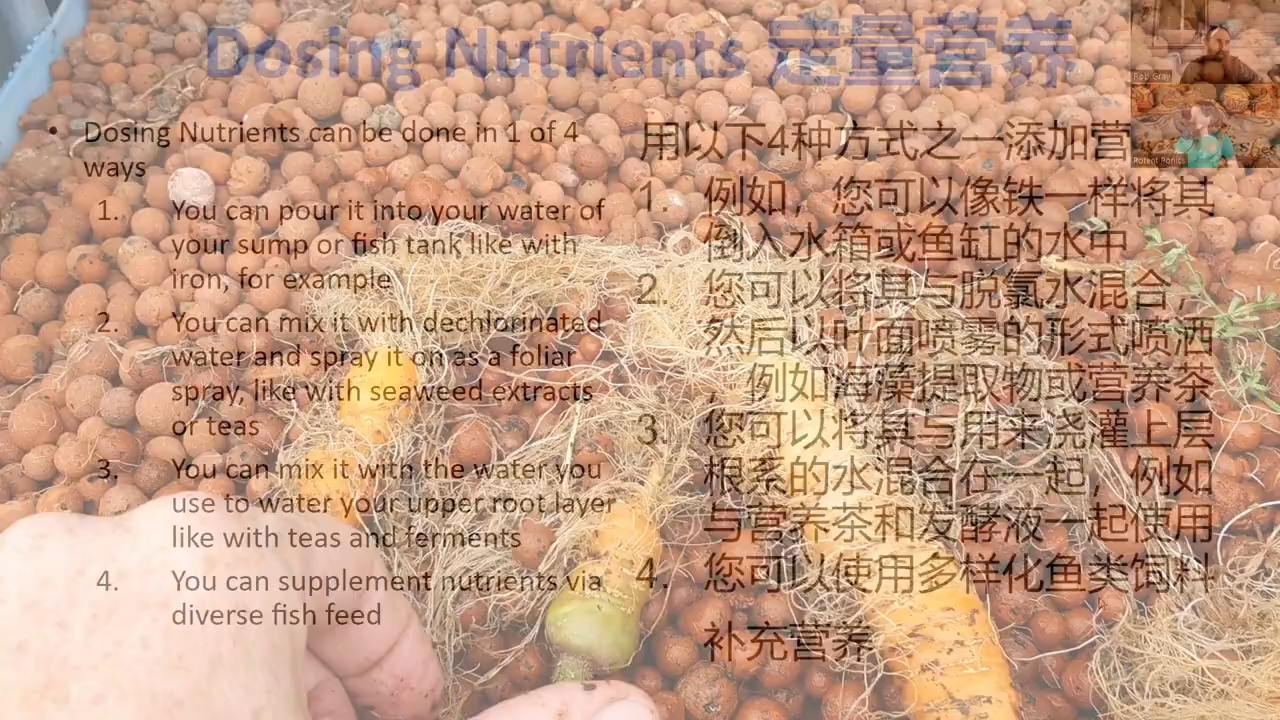 Dosing Nutrients 定量营养
• Dosing Nutrients can be done in 1 of 4
ways
1. You can pour it into your water of
your sump or fish tank like with
iron, for example
2. You can mix it with dechlorinated
water and spray it on as a foliar
spray, like with seaweed extracts
or teas
3. You can mix it with the water you
use to water your upper root layer
like with teas and ferments
4. You can supplement nutrients via
diverse fish feed
用以下4种方式之一添加营
1. 例如，您可以像铁一样将其
倒入水箱或鱼缸的水中
2. 您可以将其与脱氯水混合，
然后以叶面喷雾的形式喷洒
，例如海藻提取物或营养茶
3. 您可以将其与用来浇灌上层
根系的水混合在一起，例如
与营养茶和发酵液一起使用
4. 您可以使用多样化鱼类饲料
补充营养
Rob Gray
Potent Ponics